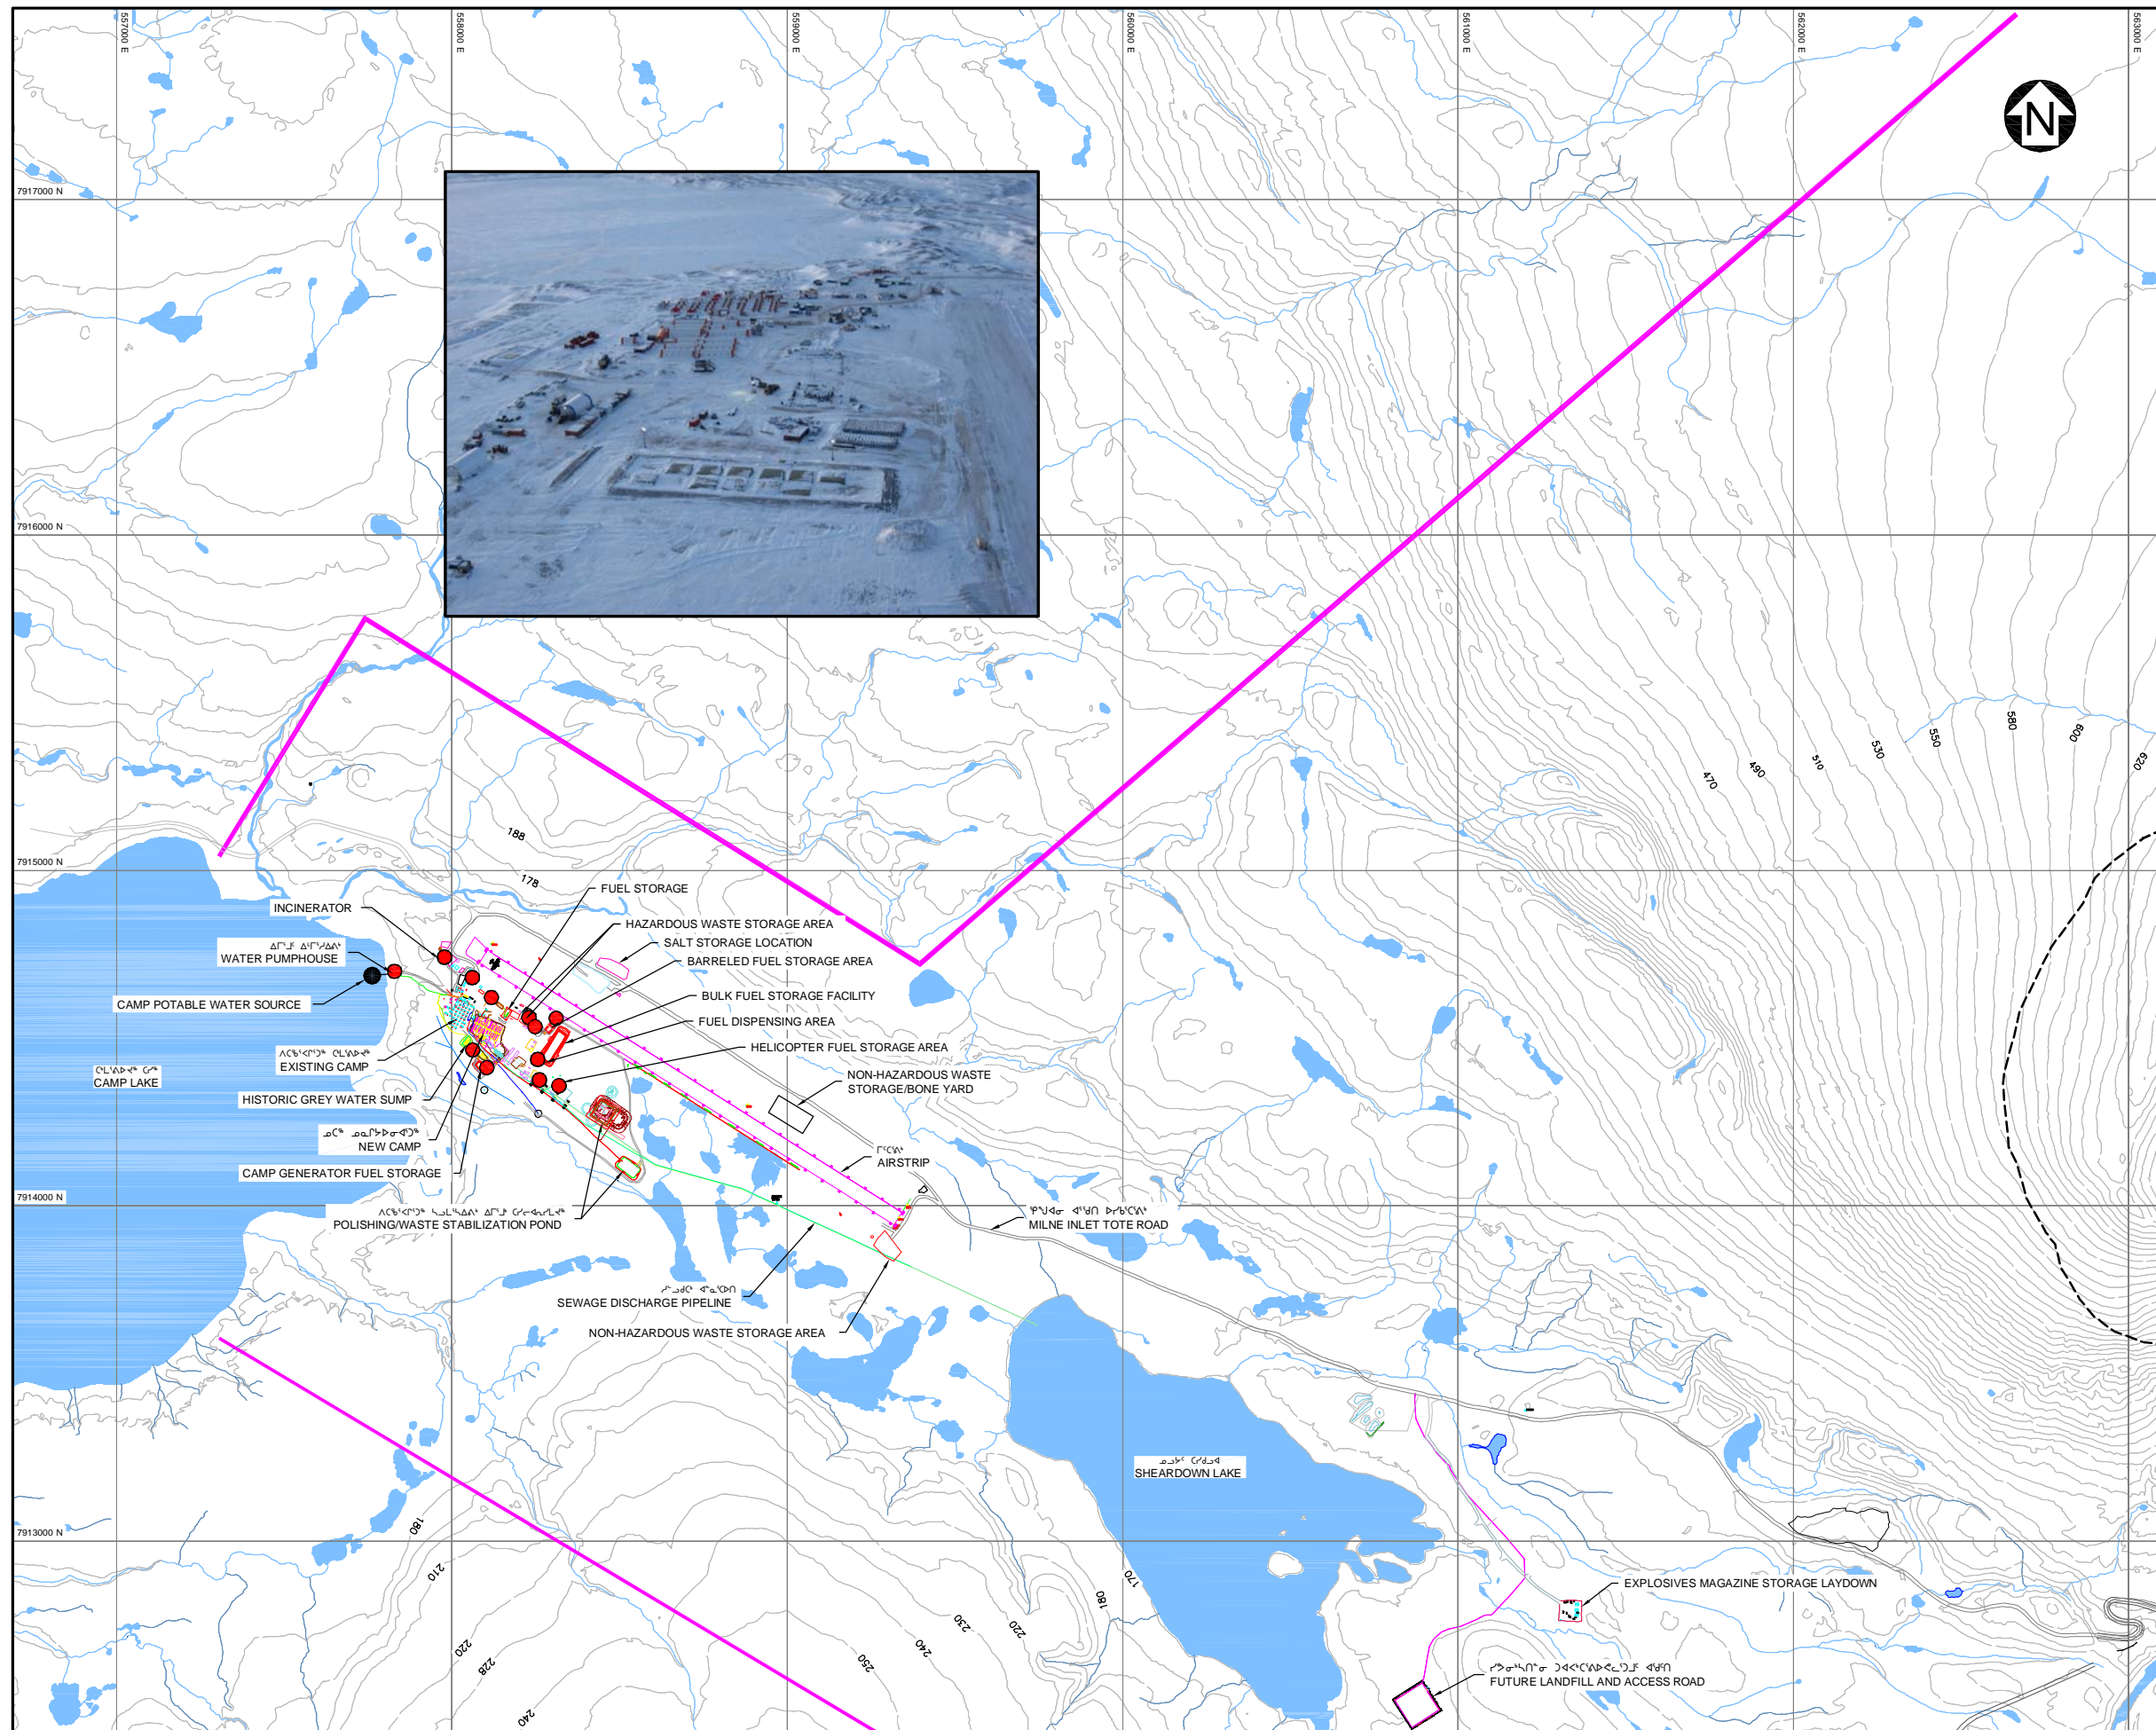 557000 E
558000 E
559000 E
560000 E
561000 E
562000 E
563000 E
N
7917000 N
7916000 N
7915000 N
7914000 N
7913000 N
580
600
620
550
530
510
490
470
188
178
FUEL STORAGE
INCINERATOR
HAZARDOUS WASTE STORAGE AREA
SALT STORAGE LOCATION
WATER PUMPHOUSE
BARRELED FUEL STORAGE AREA
CAMP POTABLE WATER SOURCE
BULK FUEL STORAGE FACILITY
FUEL DISPENSING AREA
HELICOPTER FUEL STORAGE AREA
EXISTING CAMP
CAMP LAKE
NON-HAZARDOUS WASTE
STORAGE/BONE YARD
HISTORIC GREY WATER SUMP
NEW CAMP
AIRSTRIP
CAMP GENERATOR FUEL STORAGE
POLISHING/WASTE STABILIZATION POND
MILNE INLET TOTE ROAD
SEWAGE DISCHARGE PIPELINE
NON-HAZARDOUS WASTE STORAGE AREA
SHEARDOWN LAKE
180
210
220
228
240
250
240
230
220
180
170
EXPLOSIVES MAGAZINE STORAGE LAYDOWN
FUTURE LANDFILL AND ACCESS ROAD